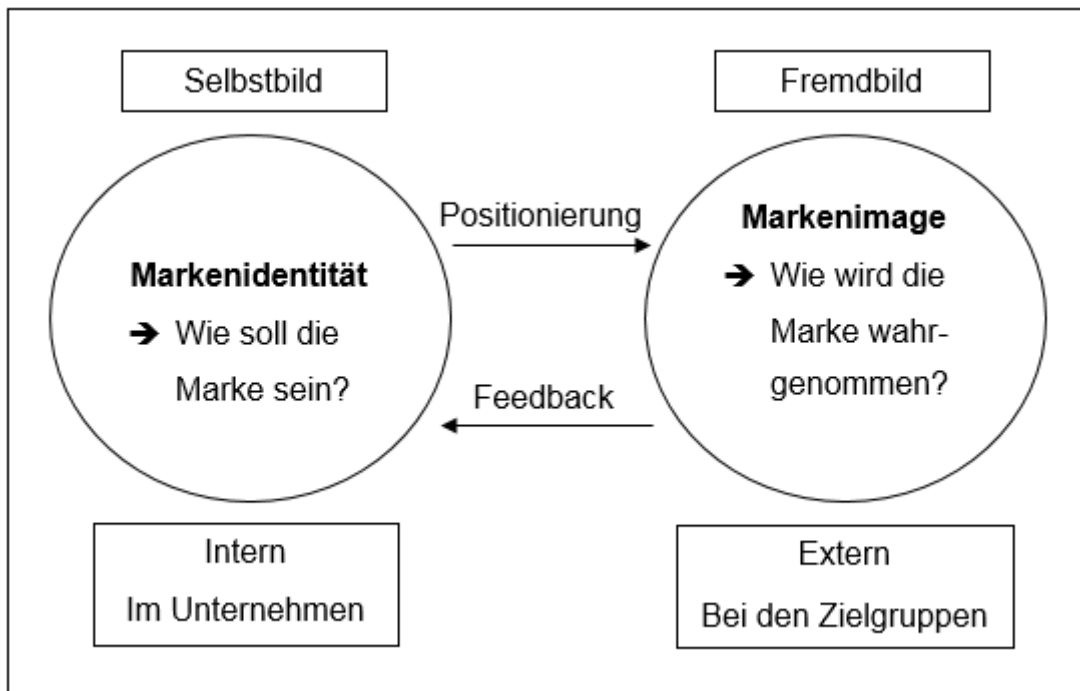 Selbstbild
Fremdbild
Markenidentität
➔ Wie soll die
Marke sein?
Positionierung
Feedback
Markenimage
➔ Wie wird die
Marke wahr-
genommen?
Intern
Im Unternehmen
Extern
Bei den Zielgruppen